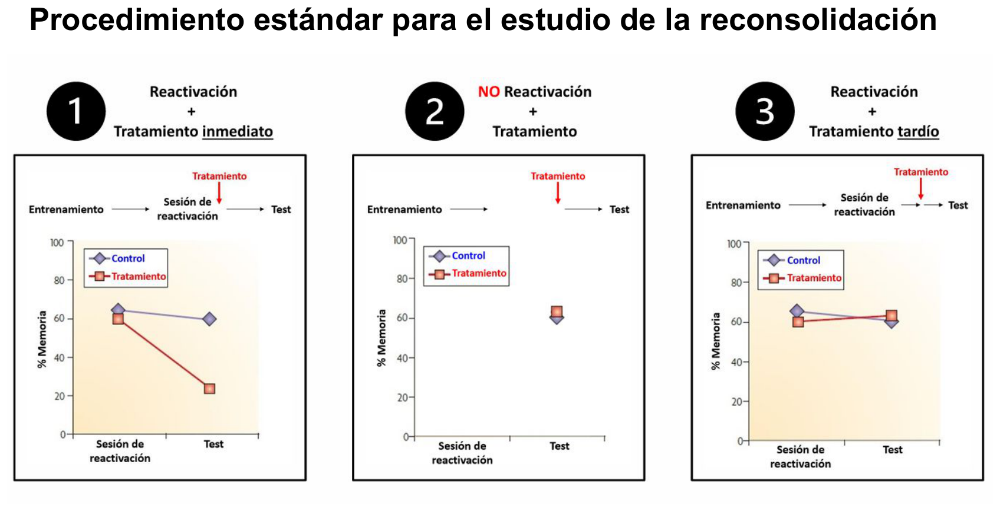 Procedimiento estándar para el estudio de la reconsolidación
1
Reactivación
+
Tratamiento inmediato
Tratamiento
Entrenamiento
Sesión de
reactivación
Test
100
80
60
40
20
0
% Memoria
Control
Tratamiento
Sesión de
reactivación
Test
2
NO Reactivación
+
Tratamiento
Tratamiento
Entrenamiento
Test
100
80
60
40
20
0
% Memoria
Control
Tratamiento
Sesión de
reactivación
Test
3
Reactivación
+
Tratamiento tardío
Tratamiento
Entrenamiento
Sesión de
reactivación
Test
100
80
60
40
20
0
% Memoria
Control
Tratamiento
Sesión de
reactivación
Test